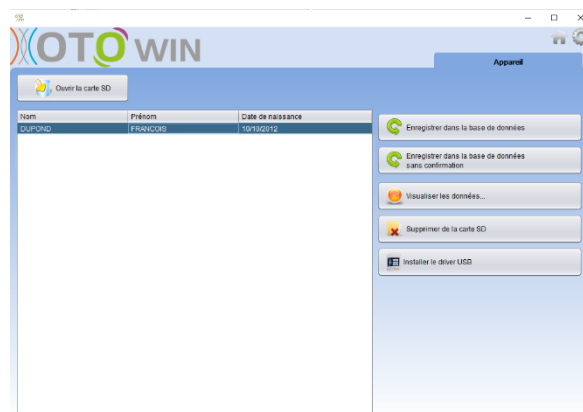 OTO WIN
Appareil
Ouvrir la carte SD
Nom Prénom Date de naissance
DUPOND FRANCOIS 10/10/2012
Enregistrer dans la base de données
Enregistrer dans la base de données
sans confirmation
Visualiser les données...
Supprimer de la carte SD
Installer le driver USB